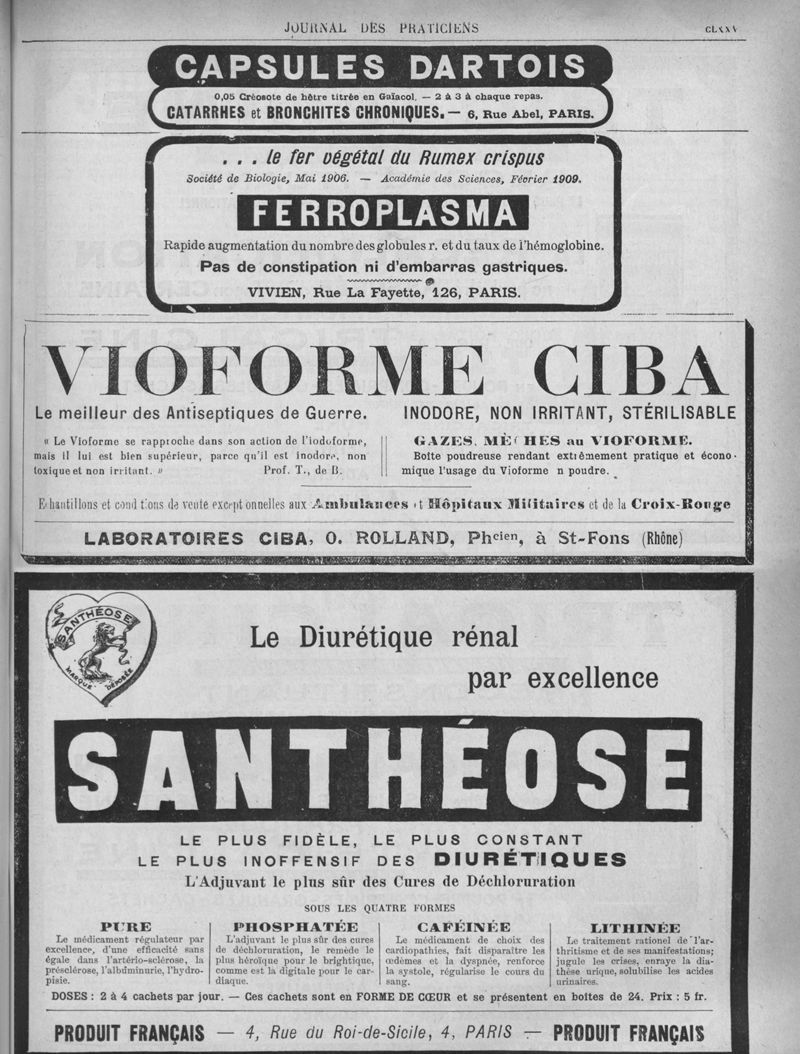 JOURNAL DES PRATICIENS
CAPSULES DARTOIS
0,05 Créosote de hêtre titrée en Gaïacol. — 2 à 3 à chaque repas.
CATARRHES et BRONCHITES CHRONIQUES. — 6, Rue Abel, PARIS.
. . . le fer végétal du Rumex crispus
Société de Biologie, Mai 1906. — Académie des Sciences, Février 1909.
FERROPLASMA
Rapide augmentation du nombre des globules r. et du taux de l'hémoglobine.
Pas de constipation ni d'embarras gastriques.
VIVIEN, Rue La Fayette, 126, PARIS.
VIOFORME CIBA
Le meilleur des Antiseptiques de Guerre.
INODORE, NON IRRITANT, STÉRILISABLE
« Le Vioforme se rapproche dans son action de l'iodoforme,
mais il lui est bien supérieur, parce qu'il est inodore, non
toxique et non irritant. » Prof. T., de B.
GAZES, MÈCHES au VIOFORME.
Boîte poudreuse rendant extrêmement pratique et écono-
mique l'usage du Vioforme n poudre.
Echantillons et conditions de vente exceptionnelles aux Ambulances et Hôpitaux Militaires et de la Croix-Rouge
LABORATOIRES CIBA, O. ROLLAND, Phcien, à St-Fons (Rhône)
SANTHÉOSE
MARQUE DÉPOSÉE
Le Diurétique rénal
par excellence
SANTHÉOSE
LE PLUS FIDÈLE, LE PLUS CONSTANT
LE PLUS INOFFENSIF DES DIURÉTIQUES
L'Adjuvant le plus sûr des Cures de Déchloruration
SOUS LES QUATRE FORMES
PURE
Le médicament régulateur par
excellence, d'une efficacité sans
égale dans l'artério-sclérose, la
présclérose, l'albuminurie, l'hydro-
pisie.
PHOSPHATÉE
L'adjuvant le plus sûr des cures
de déchloruration, le remède le
plus héroïque pour le brightique,
comme est la digitale pour le car-
diaque.
CAFÉINÉE
Le médicament de choix des
cardiopathies, fait disparaître les
œdèmes et la dyspnée, renforce
la systole, régularise le cours du
sang.
LITHINÉE
Le traitement rationel de l'ar-
thritisme et de ses manifestations;
jugule les crises, enraye la dia-
thèse urique, solubilise les acides
urinaires.
DOSES : 2 à 4 cachets par jour. — Ces cachets sont en FORME DE CŒUR et se présentent en boîtes de 24. Prix : 5 fr.
PRODUIT FRANÇAIS — 4, Rue du Roi-de-Sicile, 4, PARIS — PRODUIT FRANÇAIS